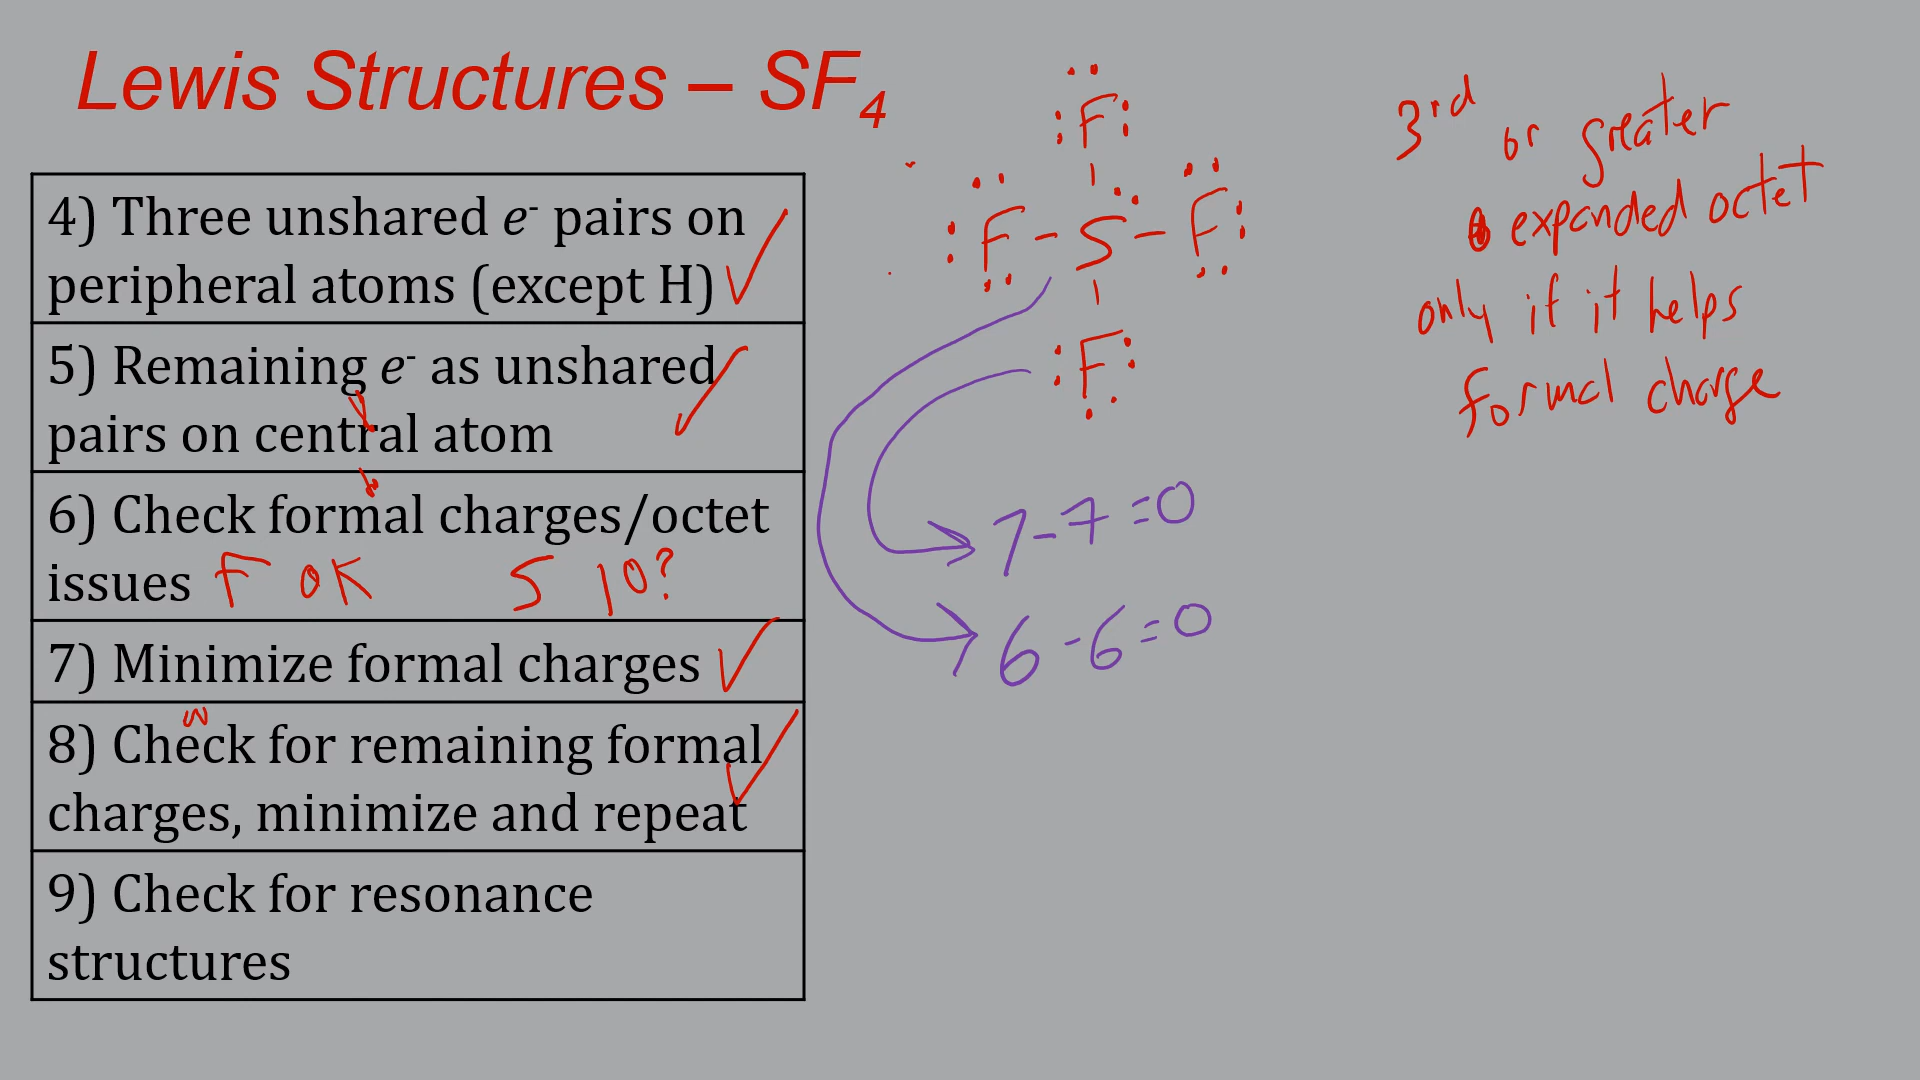 Lewis Structures – SF₄
4) Three unshared e⁻ pairs on
peripheral atoms (except H) ✓
5) Remaining e⁻ as unshared
pairs on central atom ✓
6) Check formal charges/octet
issues F OK S 10?
7) Minimize formal charges ✓
8) Check for remaining formal
charges, minimize and repeat ✓
9) Check for resonance
structures
F
F - S - F
F
7 - 7 = 0
6 - 6 = 0
3rd or greater
expanded octet
only if it helps
formal charge